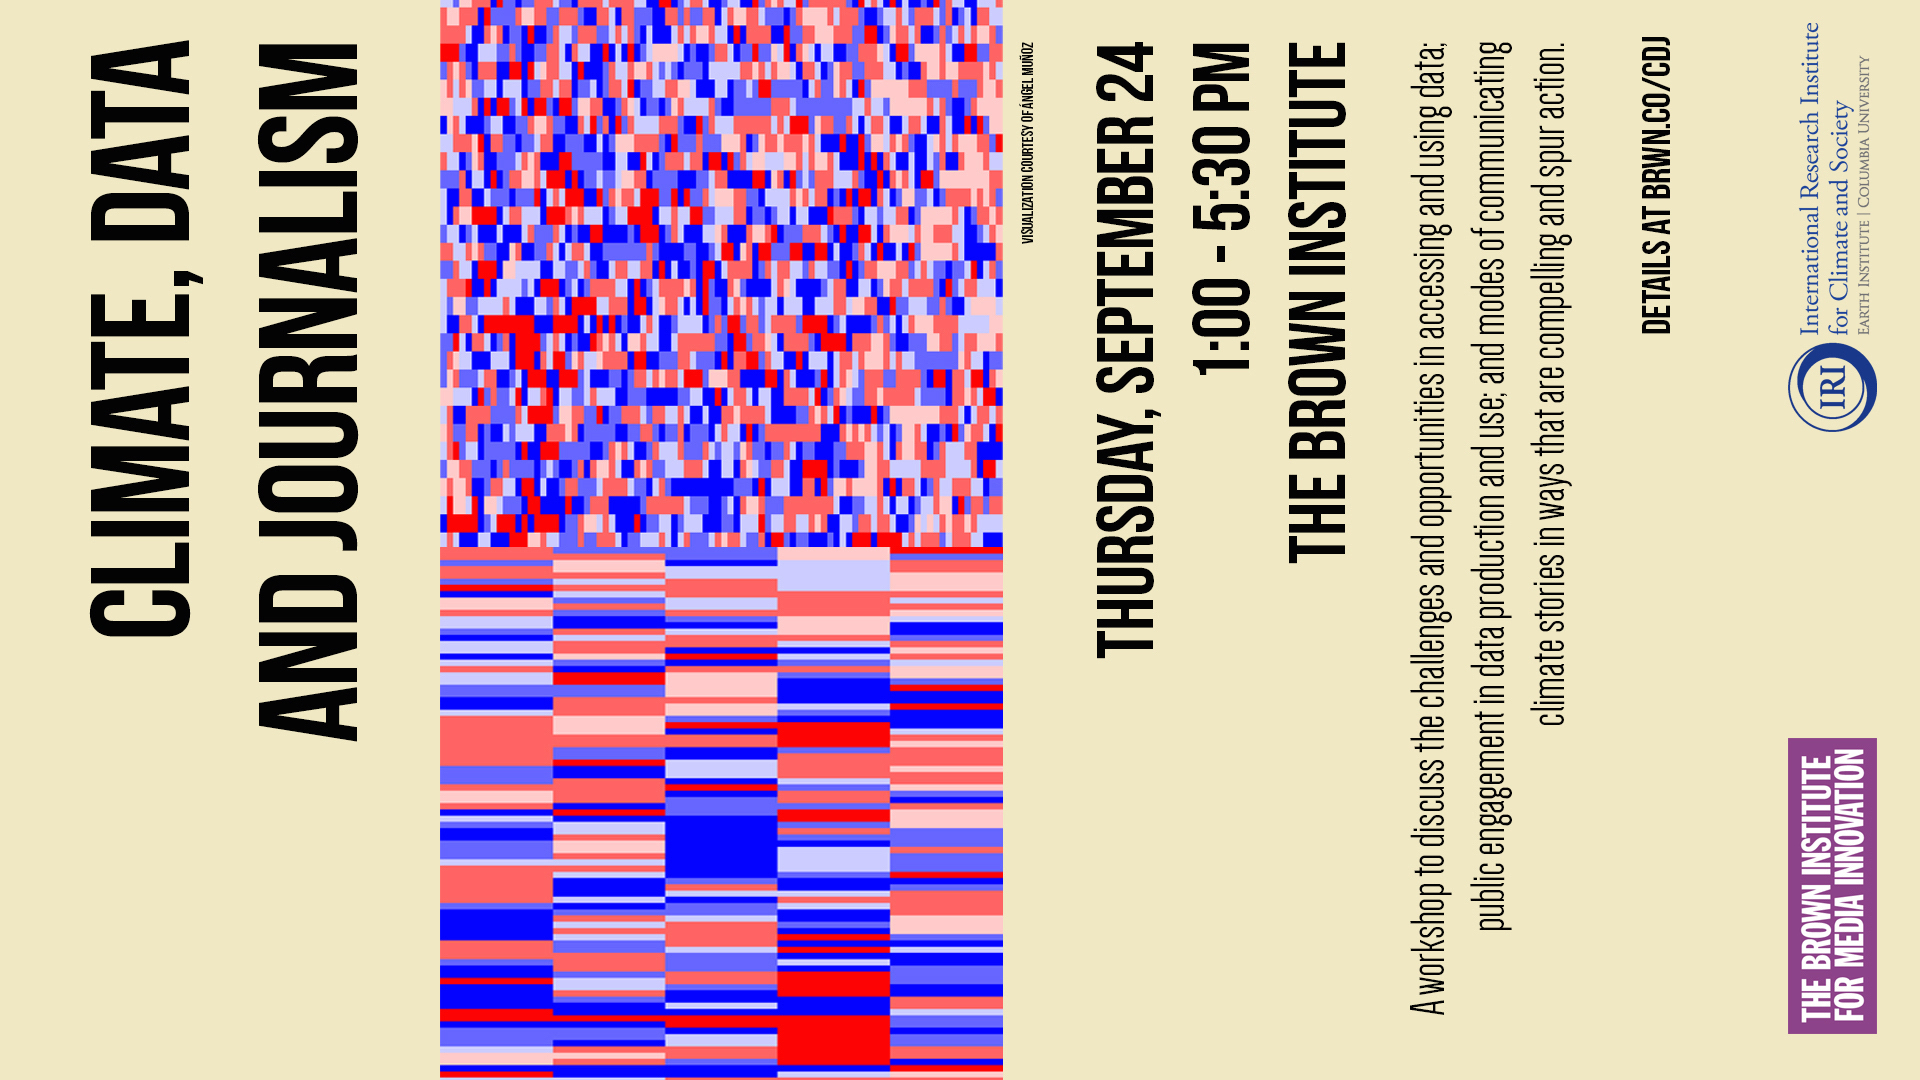 CLIMATE, DATA
AND JOURNALISM
VISUALIZATION COURTESY OF ÁNGEL MUÑOZ
THURSDAY, SEPTEMBER 24
1:00 - 5:30 PM
THE BROWN INSTITUTE
A workshop to discuss the challenges and opportunities in accessing and using data;
public engagement in data production and use; and modes of communicating
climate stories in ways that are compelling and spur action.
DETAILS AT BRWN.CO/CDJ
THE BROWN INSTITUTE
FOR MEDIA INNOVATION
IRI
International Research Institute
for Climate and Society
EARTH INSTITUTE | COLUMBIA UNIVERSITY